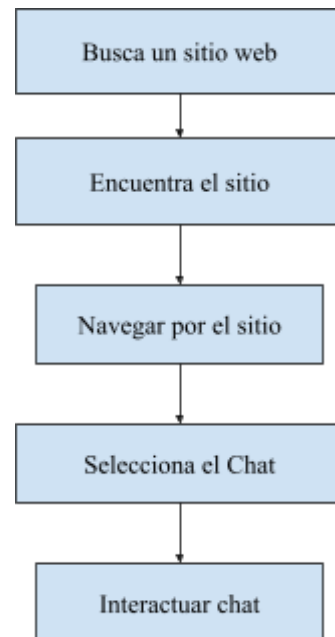 Busca un sitio web
Encuentra el sitio
Navegar por el sitio
Selecciona el Chat
Interactuar chat